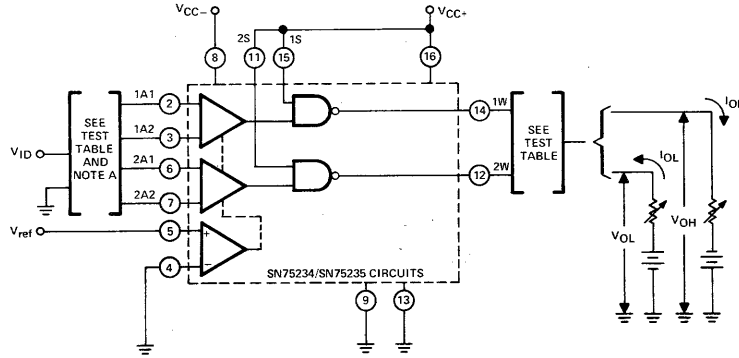 VCC−
VCC+
2S
1S
8
11
15
16
1A1
2
1A2
3
2A1
6
2A2
7
5
4
SEE
TEST
TABLE
AND
NOTE A
VID
Vref
+
−
14
1W
12
2W
SEE
TEST
TABLE
IOL
VOL
VOH
SN75234/SN75235 CIRCUITS
9
13